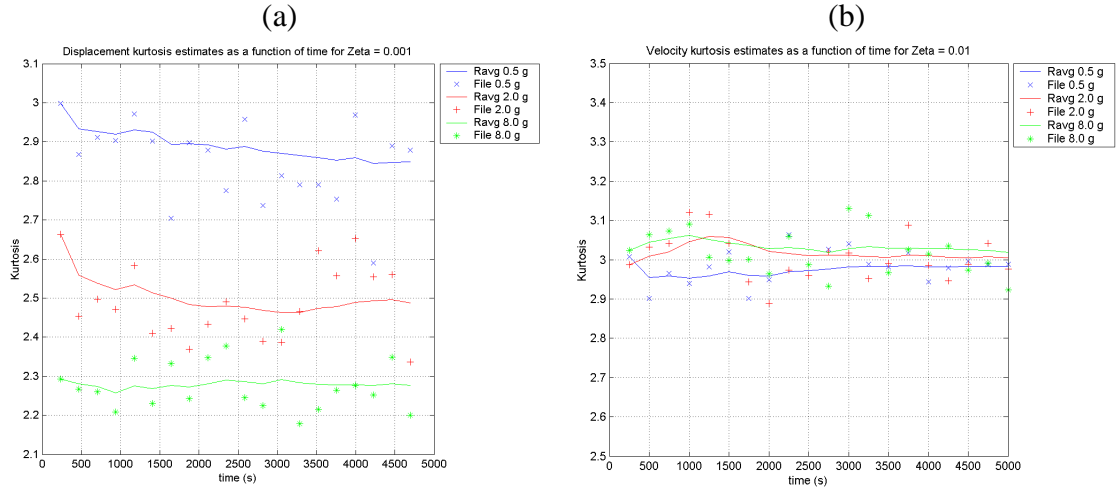 (a)
Displacement kurtosis estimates as a function of time for Zeta = 0.001
3.1
3
2.9
2.8
2.7
2.6
2.5
2.4
2.3
2.2
2.1
Kurtosis
0 500 1000 1500 2000 2500 3000 3500 4000 4500 5000
time (s)
Ravg 0.5 g
File 0.5 g
Ravg 2.0 g
File 2.0 g
Ravg 8.0 g
File 8.0 g
(b)
Velocity kurtosis estimates as a function of time for Zeta = 0.01
3.5
3.4
3.3
3.2
3.1
3
2.9
2.8
2.7
2.6
2.5
Kurtosis
0 500 1000 1500 2000 2500 3000 3500 4000 4500 5000
time (s)
Ravg 0.5 g
File 0.5 g
Ravg 2.0 g
File 2.0 g
Ravg 8.0 g
File 8.0 g